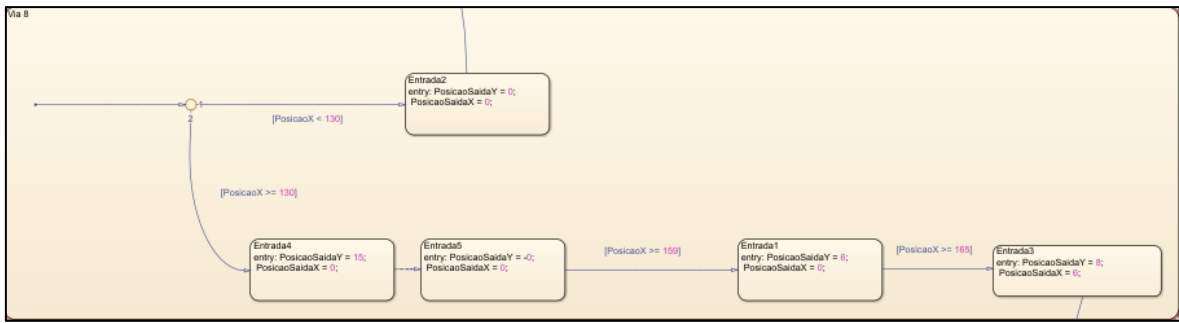 Via 8
Entrada2
entry: PosicaoSaidaY = 0;
PosicaoSaidaX = 0;
1
2
[PosicaoX < 130]
[PosicaoX >= 130]
Entrada4
entry: PosicaoSaidaY = 15;
PosicaoSaidaX = 0;
Entrada5
entry: PosicaoSaidaY = -0;
PosicaoSaidaX = 0;
[PosicaoX >= 159]
Entrada1
entry: PosicaoSaidaY = 6;
PosicaoSaidaX = 0;
[PosicaoX >= 165]
Entrada3
entry: PosicaoSaidaY = 8;
PosicaoSaidaX = 6;